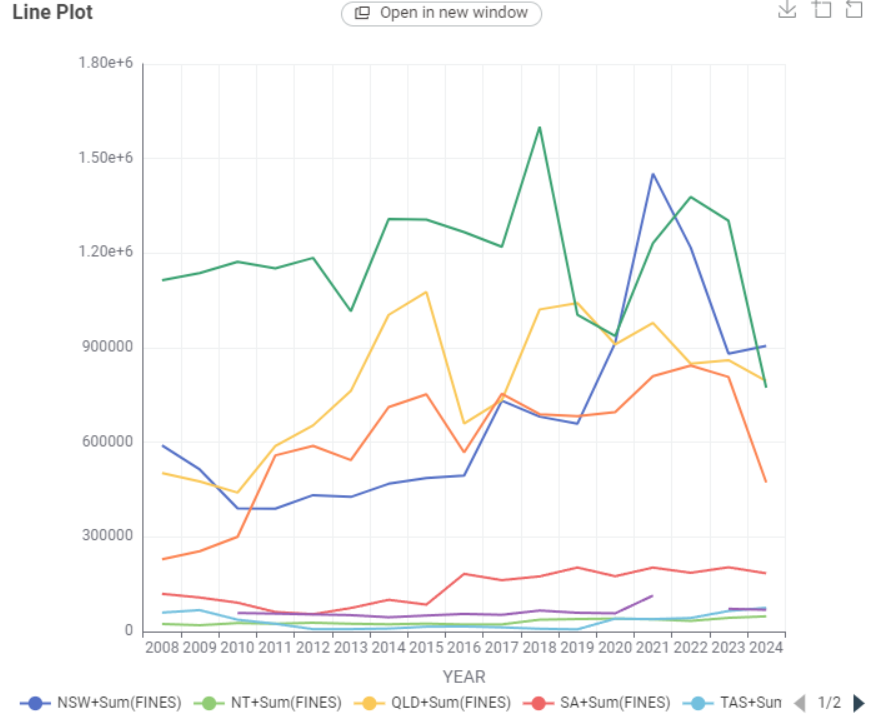 Line Plot
Open in new window
1.80e+6
1.50e+6
1.20e+6
900000
600000
300000
0
2008 2009 2010 2011 2012 2013 2014 2015 2016 2017 2018 2019 2020 2021 2022 2023 2024
YEAR
NSW+Sum(FINES) NT+Sum(FINES) QLD+Sum(FINES) SA+Sum(FINES) TAS+Sun 1/2